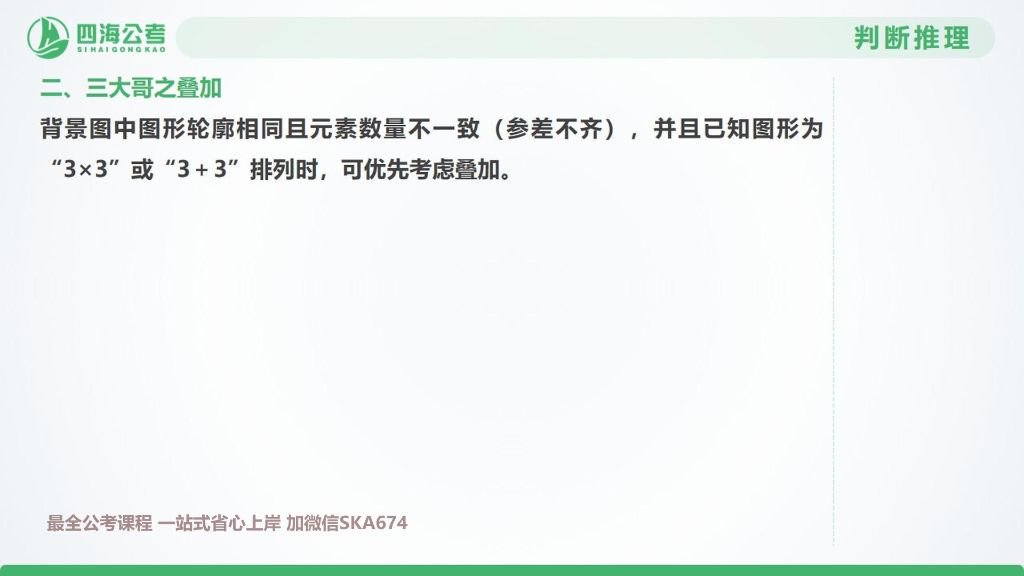 四海公考
SIHAIGONGKAO
判断推理
二、三大哥之叠加
背景图中图形轮廓相同且元素数量不一致（参差不齐），并且已知图形为
“3×3”或“3＋3”排列时，可优先考虑叠加。
最全公考课程 一站式省心上岸 加微信SKA674